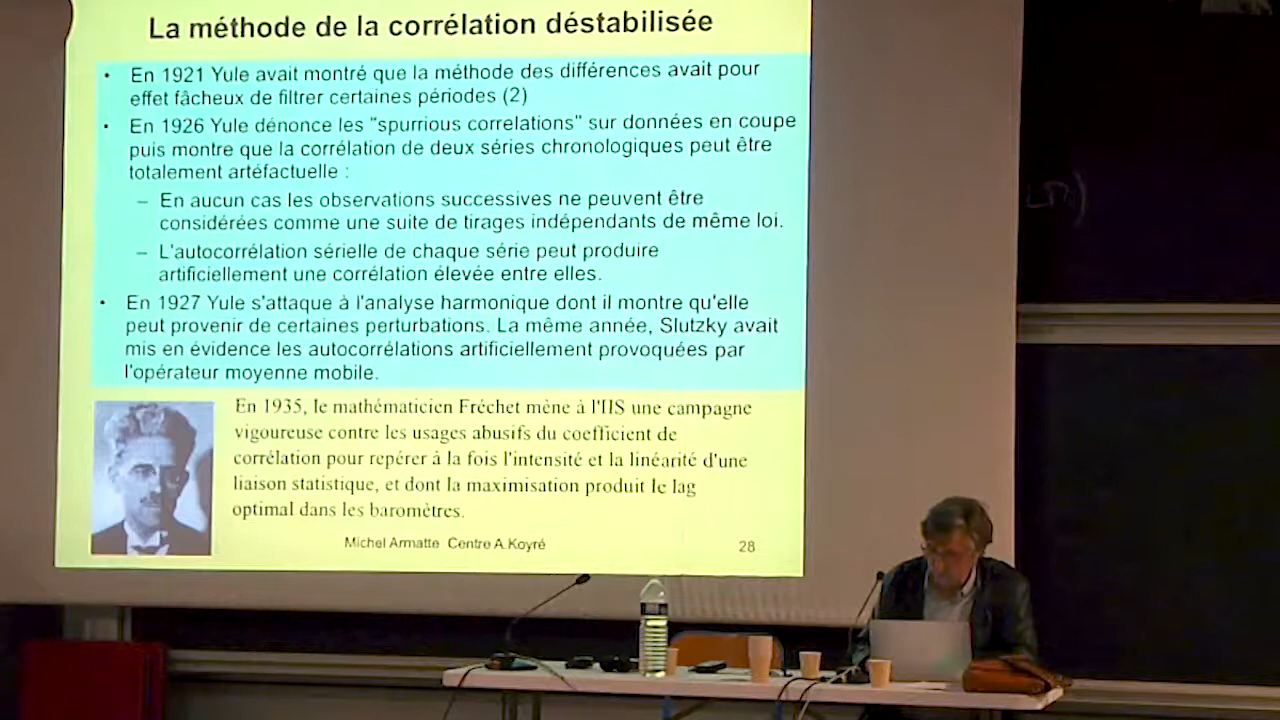 La méthode de la corrélation déstabilisée
• En 1921 Yule avait montré que la méthode des différences avait pour
effet fâcheux de filtrer certaines périodes (2)
• En 1926 Yule dénonce les "spurrious correlations" sur données en coupe
puis montre que la corrélation de deux séries chronologiques peut être
totalement artéfactuelle :
– En aucun cas les observations successives ne peuvent être
considérées comme une suite de tirages indépendants de même loi.
– L'autocorrélation sérielle de chaque série peut produire
artificiellement une corrélation élevée entre elles.
• En 1927 Yule s'attaque à l'analyse harmonique dont il montre qu'elle
peut provenir de certaines perturbations. La même année, Slutzky avait
mis en évidence les autocorrélations artificiellement provoquées par
l'opérateur moyenne mobile.
En 1935, le mathématicien Fréchet mène à l'IIS une campagne
vigoureuse contre les usages abusifs du coefficient de
corrélation pour repérer à la fois l'intensité et la linéarité d'une
liaison statistique, et dont la maximisation produit le lag
optimal dans les baromètres.
Michel Armatte Centre A.Koyré 28